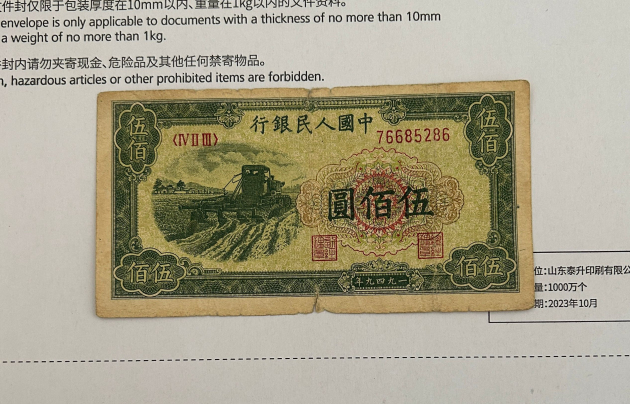 文件封仅限于包装厚度在10mm以内、重量在1kg以内的文件资料。
envelope is only applicable to documents with a thickness of no more than 10mm
a weight of no more than 1kg.
封内请勿夹寄现金、危险品及其他任何禁寄物品。
hazardous articles or other prohibited items are forbidden.
行銀民人國中
伍佰
伍佰
〈ⅣⅡⅢ〉
76685286
圓佰伍
佰伍
伍佰
年九四九一
位:山东泰升印刷有限公
量:1000万个
期:2023年10月